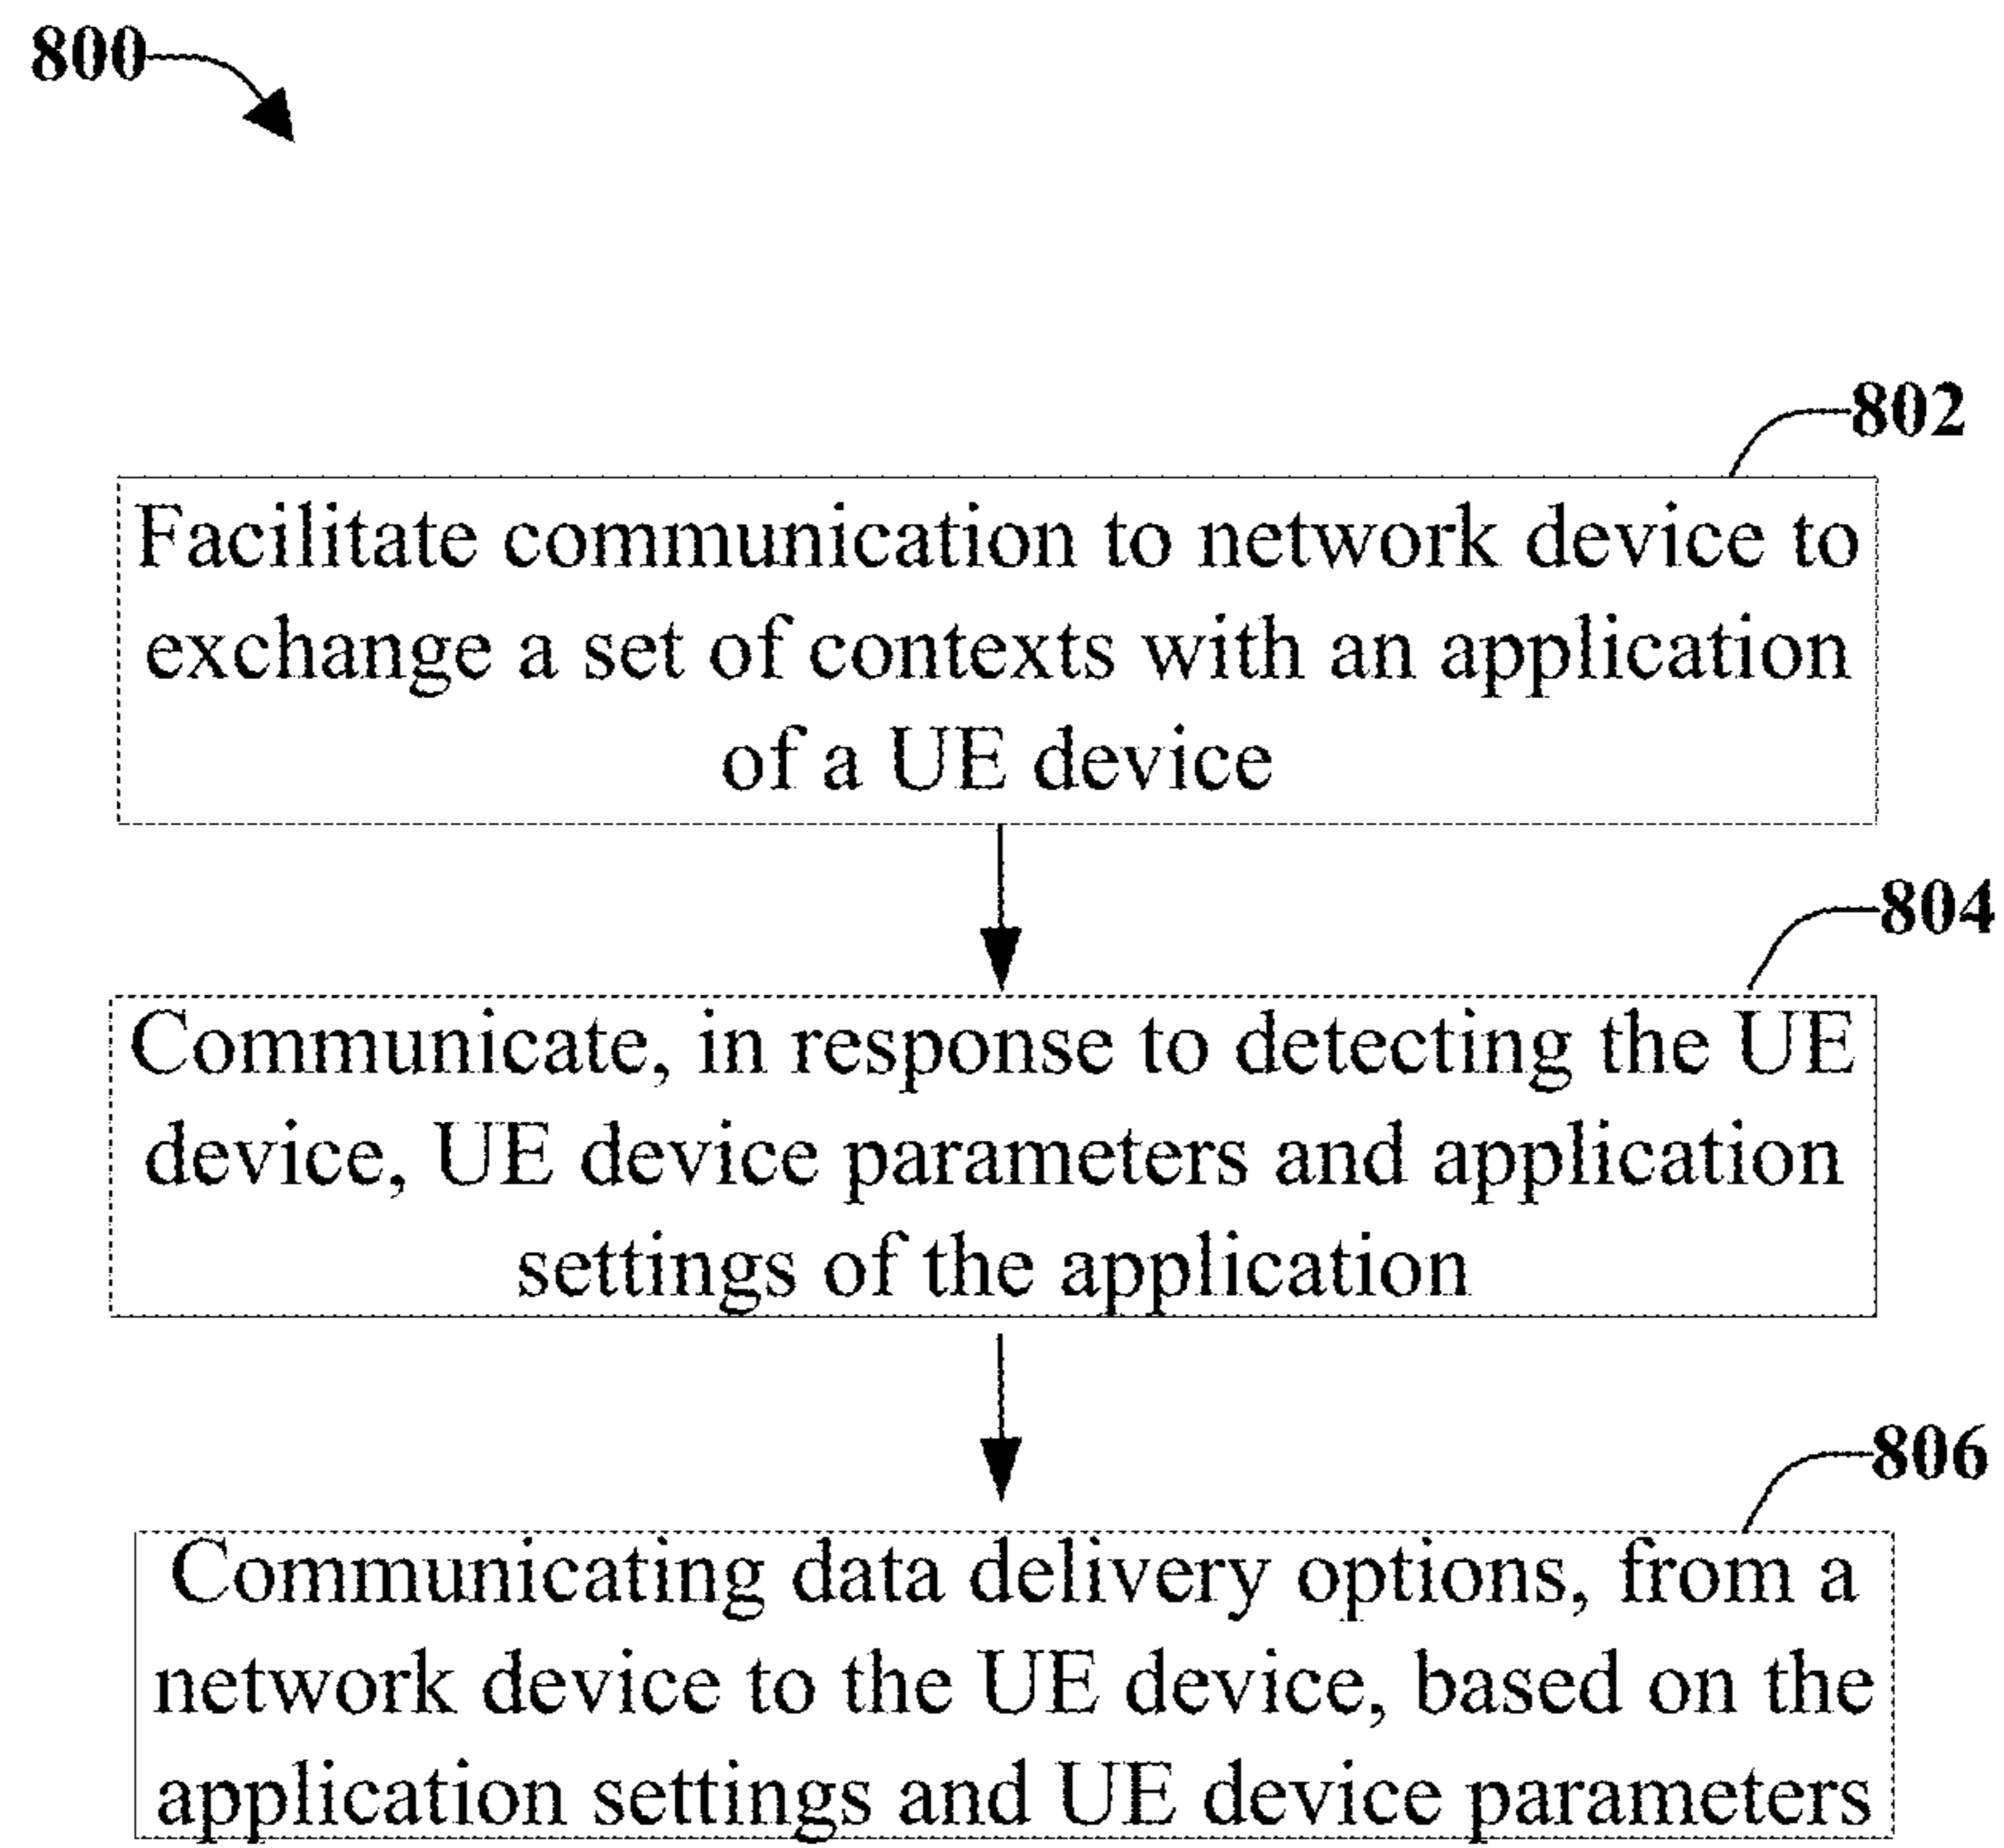 800
802
Facilitate communication to network device to
exchange a set of contexts with an application
of a UE device
804
Communicate, in response to detecting the UE
device, UE device parameters and application
settings of the application
806
Communicating data delivery options, from a
network device to the UE device, based on the
application settings and UE device parameters